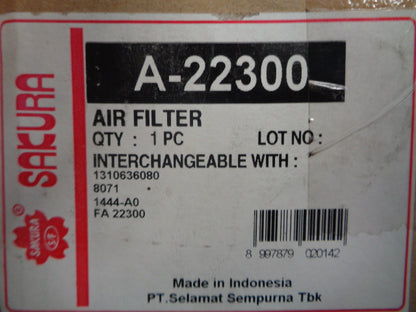 SAKURA
SAKURA
S/F
A-22300
AIR FILTER
QTY : 1 PC LOT NO :
INTERCHANGEABLE WITH :
1310636080
8071
1444-A0
FA 22300
8 997879 020142
Made in Indonesia
PT.Selamat Sempurna Tbk